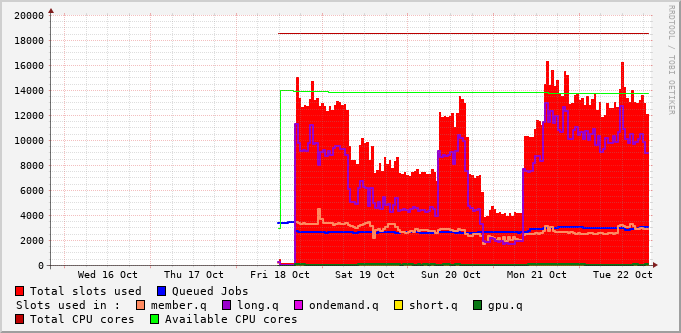 RRDTOOL / TOBI OETIKER
20000
18000
16000
14000
12000
10000
8000
6000
4000
2000
0
Wed 16 Oct Thu 17 Oct Fri 18 Oct Sat 19 Oct Sun 20 Oct Mon 21 Oct Tue 22 Oct
Total slots used Queued Jobs
Slots used in : member.q long.q ondemand.q short.q gpu.q
Total CPU cores Available CPU cores